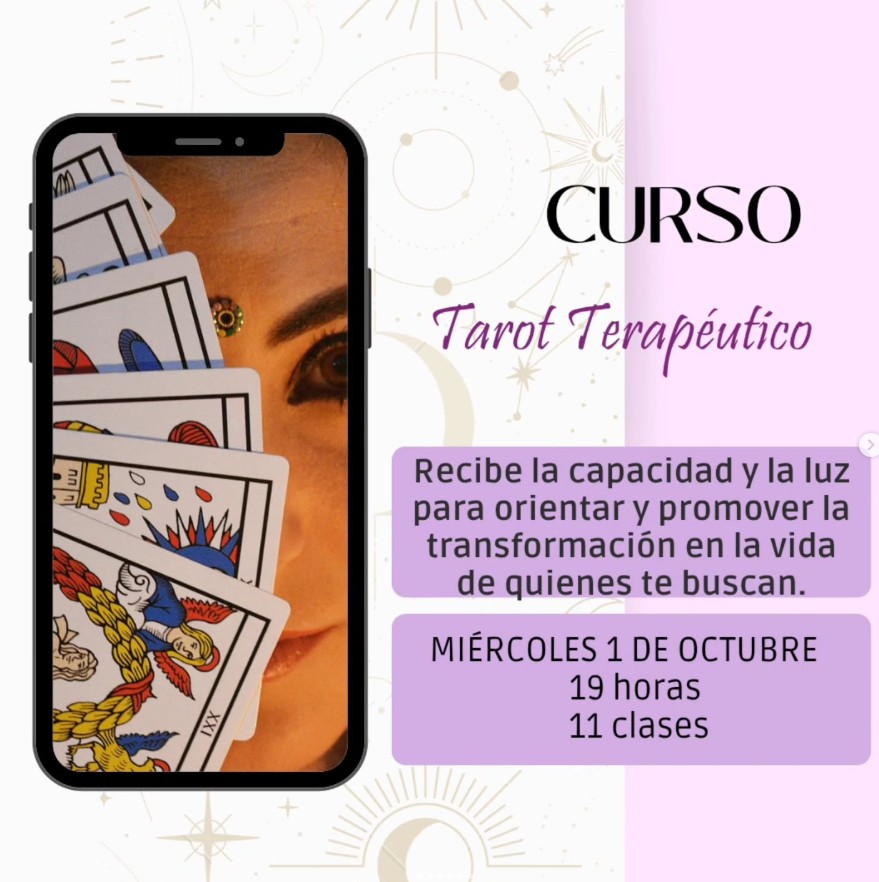 CURSO
Tarot Terapéutico
Recibe la capacidad y la luz
para orientar y promover la
transformación en la vida
de quienes te buscan.
MIÉRCOLES 1 DE OCTUBRE
19 horas
11 clases
XXI